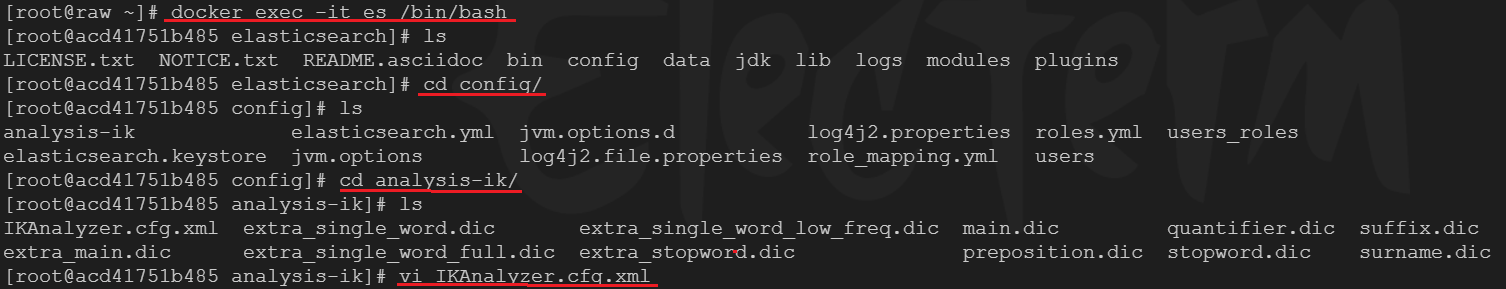 [root@raw ~]# docker exec -it es /bin/bash
[root@acd41751b485 elasticsearch]# ls
LICENSE.txt  NOTICE.txt  README.asciidoc  bin  config  data  jdk  lib  logs  modules  plugins
[root@acd41751b485 elasticsearch]# cd config/
[root@acd41751b485 config]# ls
analysis-ik             elasticsearch.yml  jvm.options.d           log4j2.properties  roles.yml  users_roles
elasticsearch.keystore  jvm.options        log4j2.file.properties  role_mapping.yml   users
[root@acd41751b485 config]# cd analysis-ik/
[root@acd41751b485 analysis-ik]# ls
IKAnalyzer.cfg.xml  extra_single_word.dic       extra_single_word_low_freq.dic  main.dic         quantifier.dic  suffix.dic
extra_main.dic      extra_single_word_full.dic  extra_stopword.dic              preposition.dic  stopword.dic    surname.dic
[root@acd41751b485 analysis-ik]# vi IKAnalyzer.cfg.xml
Electerm